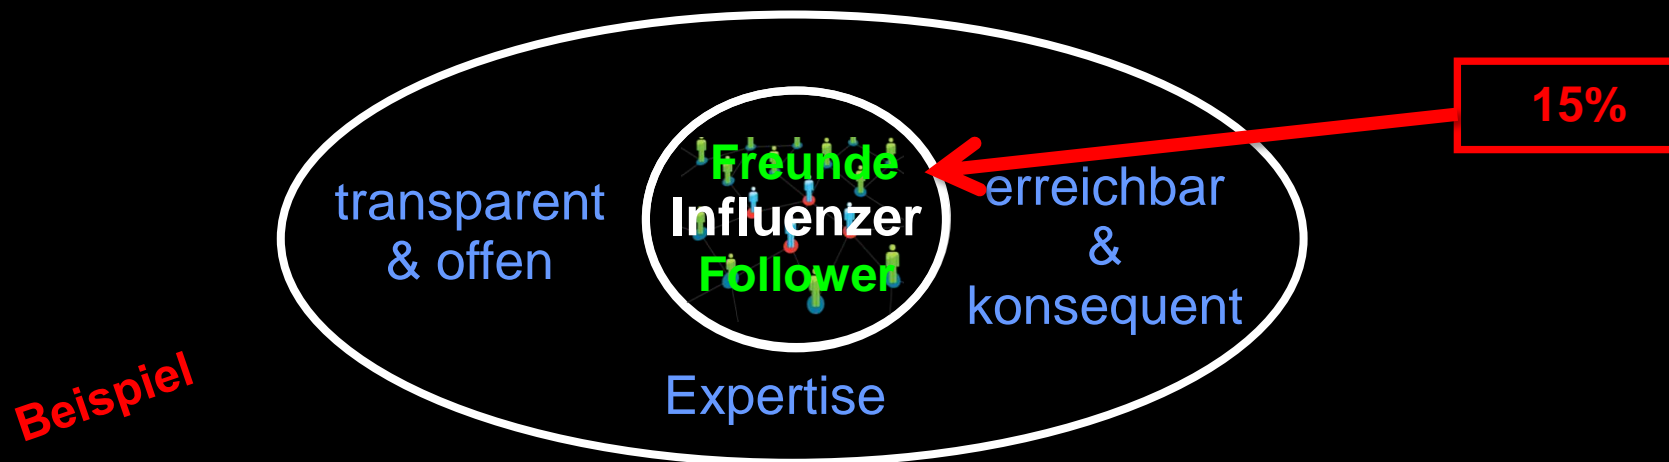 15%
Freunde
transparent
& offen
Influenzer
erreichbar
&
konsequent
Follower
Expertise
Beispiel